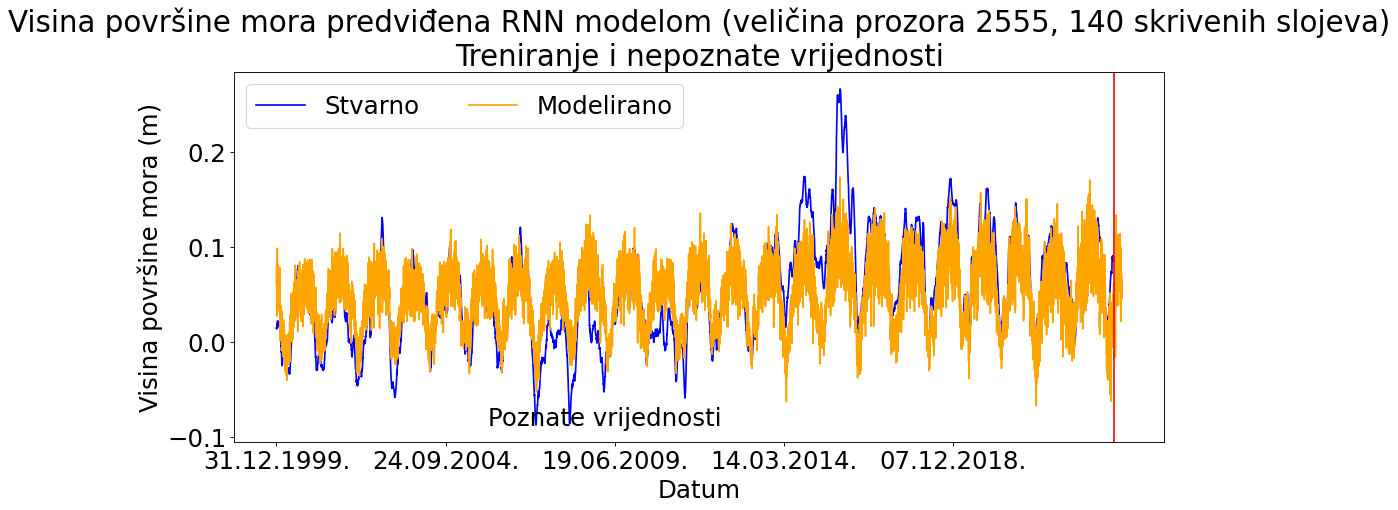 Visina površine mora predviđena RNN modelom (veličina prozora 2555, 140 skrivenih slojeva)
Treniranje i nepoznate vrijednosti
Stvarno
Modelirano
Visina površine mora (m)
0.2
0.1
0.0
−0.1
Poznate vrijednosti
31.12.1999.
24.09.2004.
19.06.2009.
14.03.2014.
07.12.2018.
Datum